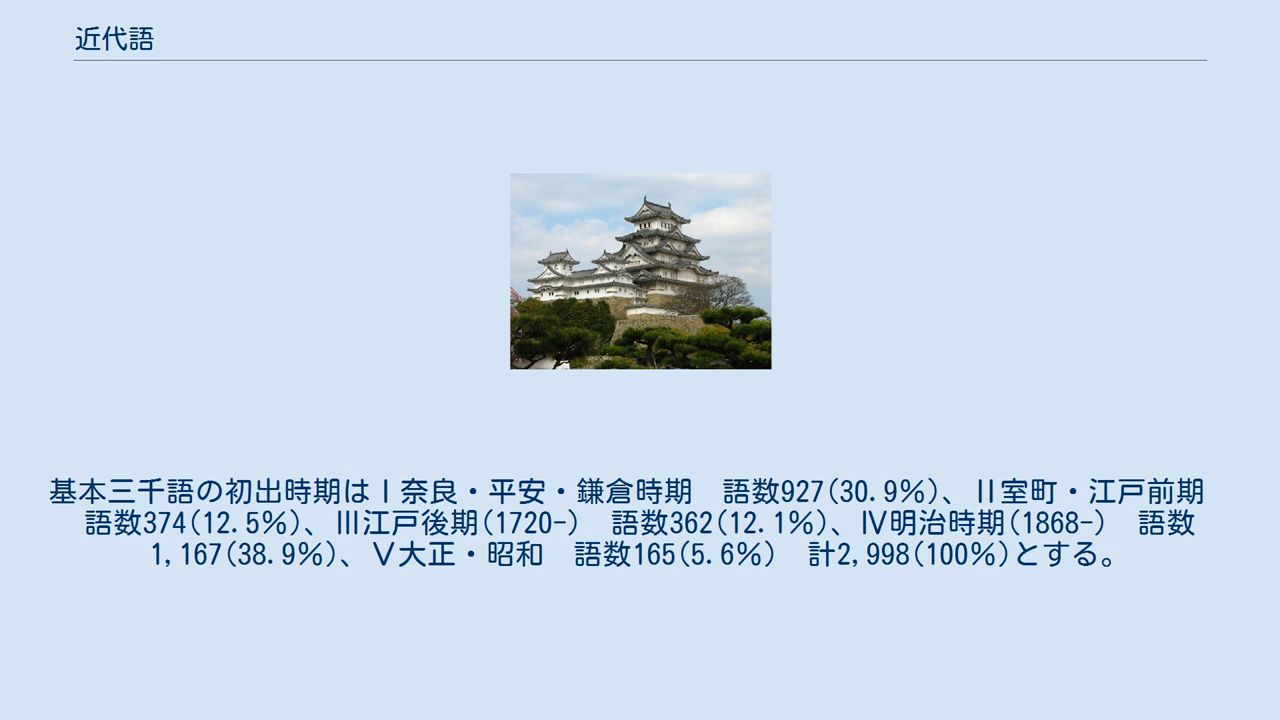 近代語
基本三千語の初出時期はⅠ奈良・平安・鎌倉時期　語数927(30.9%)、Ⅱ室町・江戸前期
語数374(12.5%)、Ⅲ江戸後期(1720-)　語数362(12.1%)、Ⅳ明治時期(1868-)　語数
1,167(38.9%)、Ⅴ大正・昭和　語数165(5.6%)　計2,998(100%)とする。